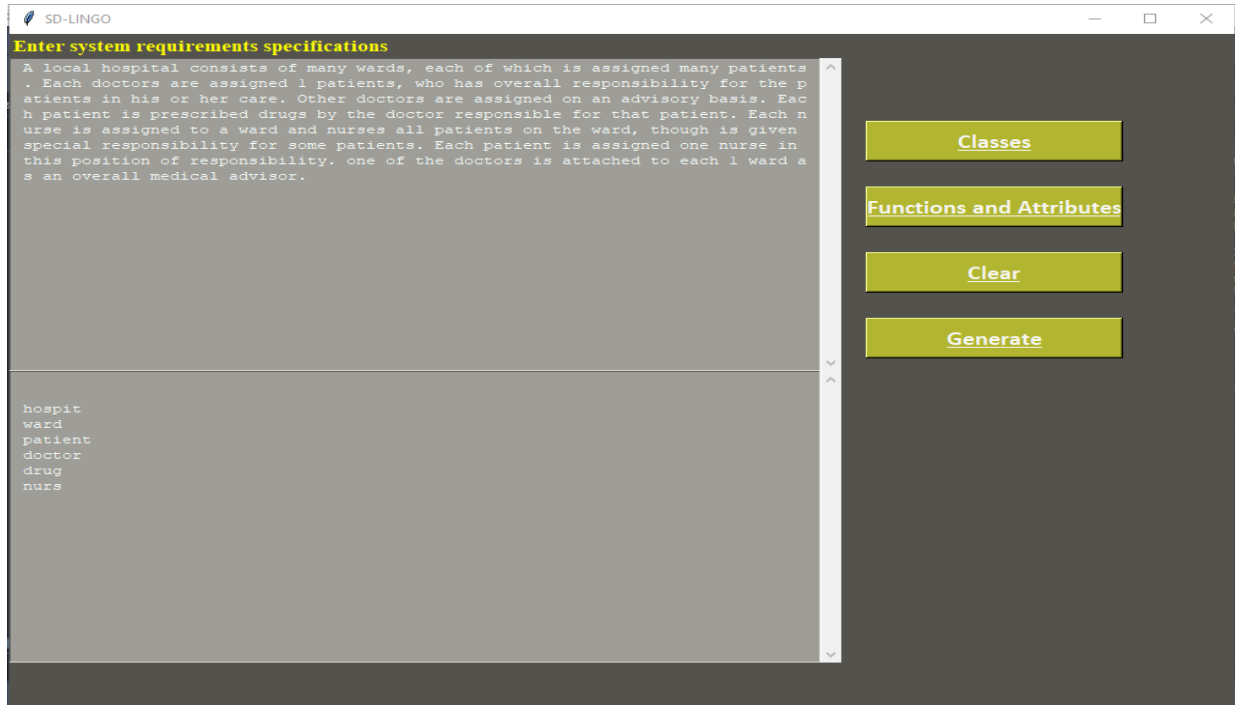 SD-LINGO
Enter system requirements specifications
A local hospital consists of many wards, each of which is assigned many patients
. Each doctors are assigned l patients, who has overall responsibility for the p
atients in his or her care. Other doctors are assigned on an advisory basis. Eac
h patient is prescribed drugs by the doctor responsible for that patient. Each n
urse is assigned to a ward and nurses all patients on the ward, though is given
special responsibility for some patients. Each patient is assigned one nurse in
this position of responsibility. one of the doctors is attached to each l ward a
s an overall medical advisor.
Classes
Functions and Attributes
Clear
Generate
hospit
ward
patient
doctor
drug
nurs